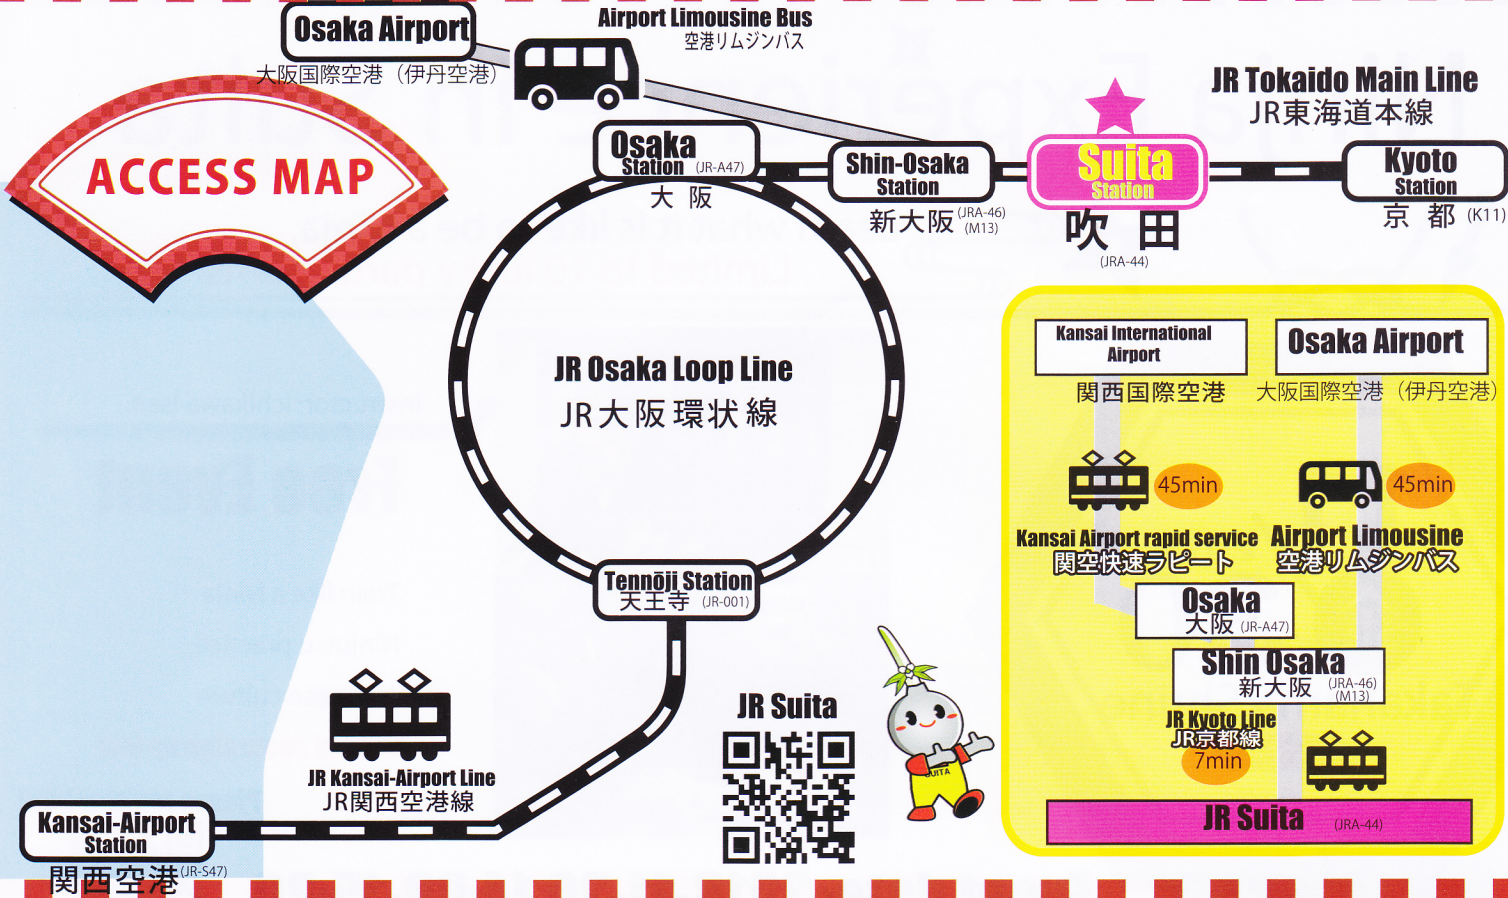 Osaka Airport
大阪国際空港（伊丹空港）
Airport Limousine Bus
空港リムジンバス
ACCESS MAP
Osaka
Station (JR-A47)
大阪
Shin-Osaka
Station
新大阪 (JRA-46)
(M13)
Suita
Station
吹田
(JRA-44)
JR Tokaido Main Line
JR東海道本線
Kyoto
Station
京都 (K11)
JR Osaka Loop Line
JR大阪環状線
Tennōji Station
天王寺 (JR-001)
JR Kansai-Airport Line
JR関西空港線
Kansai-Airport
Station
関西空港 (JR-S47)
JR Suita
SUITA
Kansai International
Airport
関西国際空港
Osaka Airport
大阪国際空港（伊丹空港）
45min
45min
Kansai Airport rapid service
関空快速ラピート
Airport Limousine
空港リムジンバス
Osaka
大阪 (JR-A47)
Shin Osaka
新大阪 (JRA-46)
(M13)
JR Kyoto Line
JR京都線
7min
JR Suita (JRA-44)